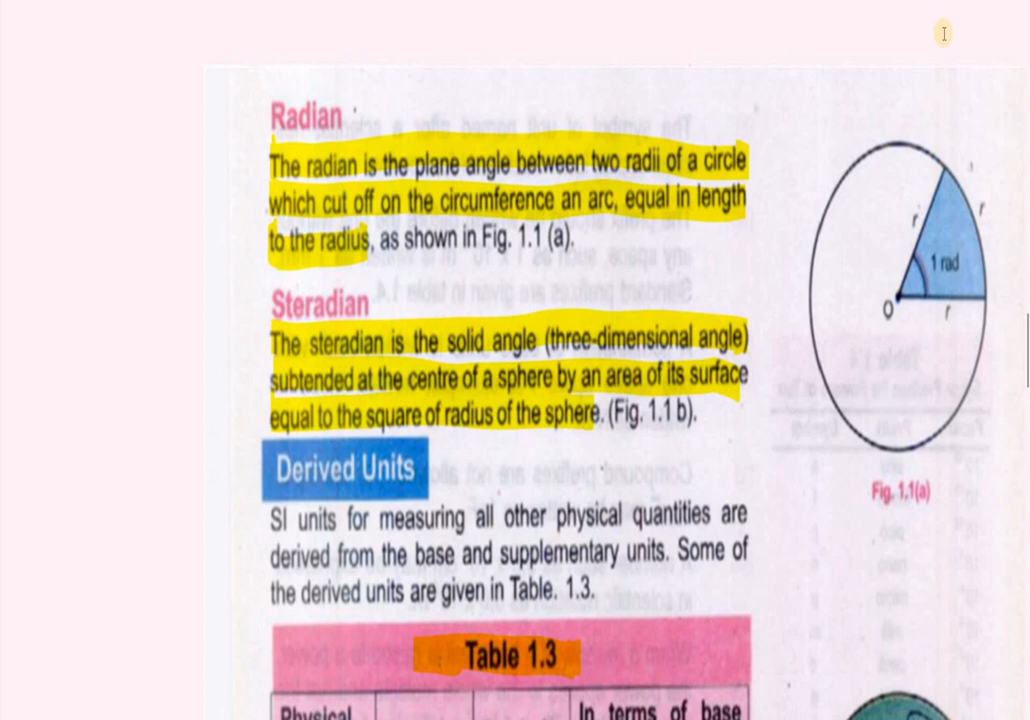 Radian
The radian is the plane angle between two radii of a circle
which cut off on the circumference an arc, equal in length
to the radius, as shown in Fig. 1.1 (a).
Steradian
The steradian is the solid angle (three-dimensional angle)
subtended at the centre of a sphere by an area of its surface
equal to the square of radius of the sphere. (Fig. 1.1 b).
Derived Units
SI units for measuring all other physical quantities are
derived from the base and supplementary units. Some of
the derived units are given in Table. 1.3.
Table 1.3
Physical
In terms of base
r
r
1 rad
O
r
Fig. 1.1(a)